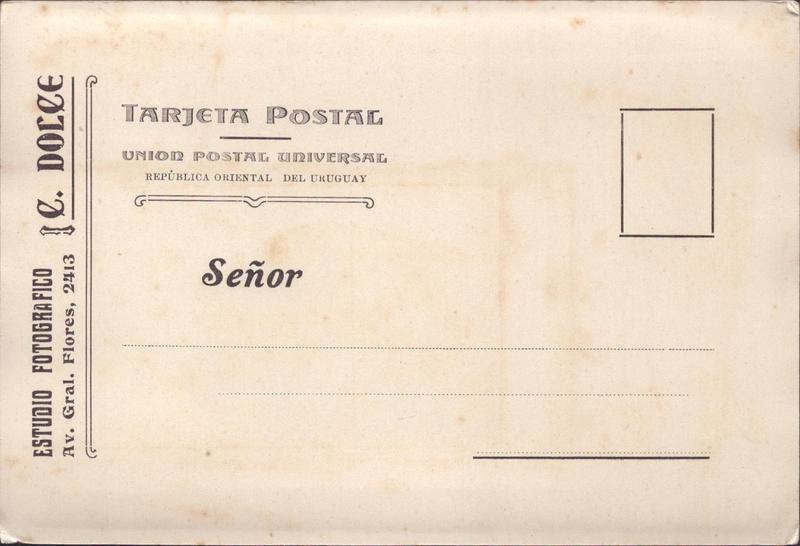 ESTUDIO FOTOGRAFICO C. DOLCE
Av. Gral. Flores, 2413
TARJETA POSTAL
UNION POSTAL UNIVERSAL
REPÚBLICA ORIENTAL DEL URUGUAY
Señor